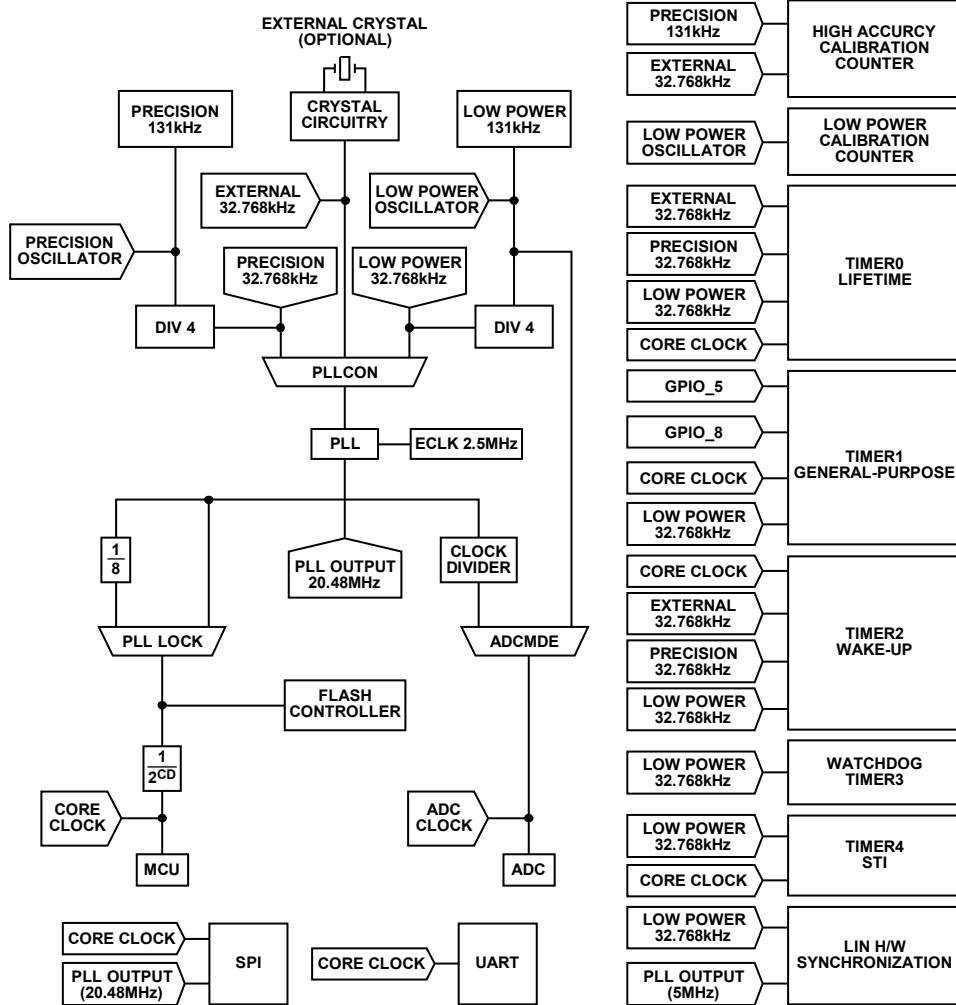 EXTERNAL CRYSTAL
(OPTIONAL)
PRECISION
131kHz
CRYSTAL
CIRCUITRY
LOW POWER
131kHz
EXTERNAL
32.768kHz
LOW POWER
OSCILLATOR
PRECISION
OSCILLATOR
PRECISION
32.768kHz
LOW POWER
32.768kHz
DIV 4
DIV 4
PLLCON
PLL
ECLK 2.5MHz
1
8
PLL OUTPUT
20.48MHz
CLOCK
DIVIDER
PLL LOCK
ADCMDE
FLASH
CONTROLLER
1
2CD
CORE
CLOCK
ADC
CLOCK
MCU
ADC
CORE CLOCK
PLL OUTPUT
(20.48MHz)
SPI
CORE CLOCK
UART
PRECISION
131kHz
EXTERNAL
32.768kHz
HIGH ACCURCY
CALIBRATION
COUNTER
LOW POWER
OSCILLATOR
LOW POWER
CALIBRATION
COUNTER
EXTERNAL
32.768kHz
PRECISION
32.768kHz
LOW POWER
32.768kHz
CORE CLOCK
TIMER0
LIFETIME
GPIO_5
GPIO_8
CORE CLOCK
LOW POWER
32.768kHz
TIMER1
GENERAL-PURPOSE
CORE CLOCK
EXTERNAL
32.768kHz
PRECISION
32.768kHz
LOW POWER
32.768kHz
TIMER2
WAKE-UP
LOW POWER
32.768kHz
WATCHDOG
TIMER3
LOW POWER
32.768kHz
CORE CLOCK
TIMER4
STI
LOW POWER
32.768kHz
PLL OUTPUT
(5MHz)
LIN H/W
SYNCHRONIZATION